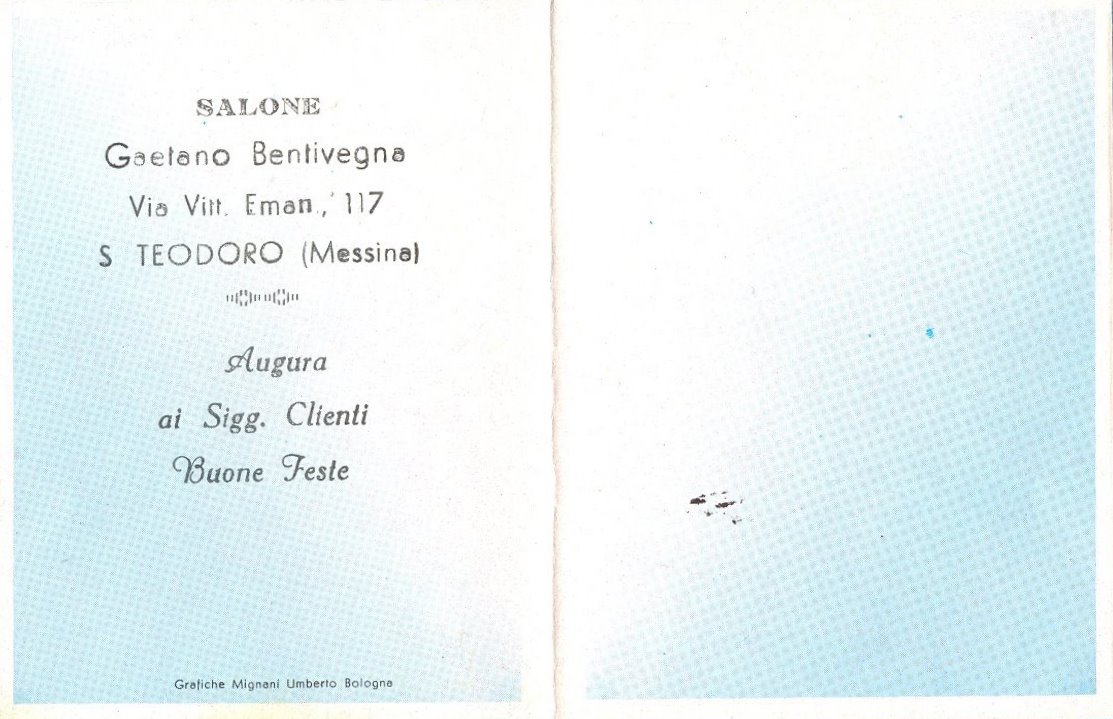 SALONE
Gaetano Bentivegna
Via Vitt. Eman., 117
S TEODORO (Messina)
Augura
ai Sigg. Clienti
Buone Feste
Grafiche Mignani Umberto Bologna